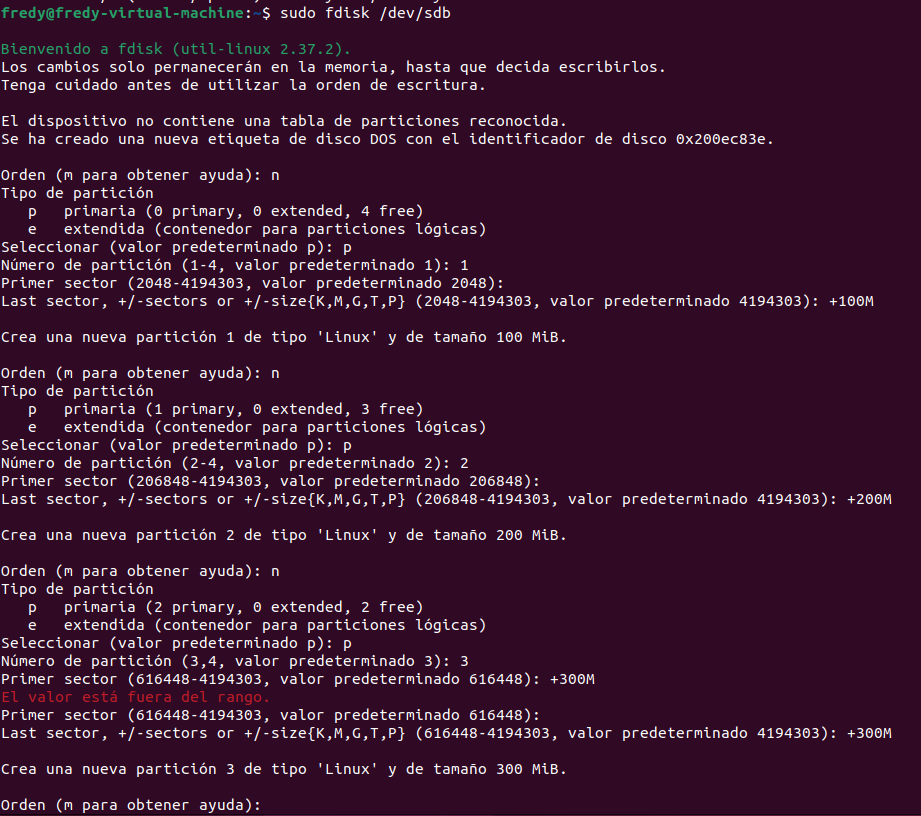 fredy@fredy-virtual-machine:~$ sudo fdisk /dev/sdb
Bienvenido a fdisk (util-linux 2.37.2).
Los cambios solo permanecerán en la memoria, hasta que decida escribirlos.
Tenga cuidado antes de utilizar la orden de escritura.
El dispositivo no contiene una tabla de particiones reconocida.
Se ha creado una nueva etiqueta de disco DOS con el identificador de disco 0x200ec83e.
Orden (m para obtener ayuda): n
Tipo de partición
   p   primaria (0 primary, 0 extended, 4 free)
   e   extendida (contenedor para particiones lógicas)
Seleccionar (valor predeterminado p): p
Número de partición (1-4, valor predeterminado 1): 1
Primer sector (2048-4194303, valor predeterminado 2048):
Last sector, +/-sectors or +/-size{K,M,G,T,P} (2048-4194303, valor predeterminado 4194303): +100M
Crea una nueva partición 1 de tipo 'Linux' y de tamaño 100 MiB.
Orden (m para obtener ayuda): n
Tipo de partición
   p   primaria (1 primary, 0 extended, 3 free)
   e   extendida (contenedor para particiones lógicas)
Seleccionar (valor predeterminado p): p
Número de partición (2-4, valor predeterminado 2): 2
Primer sector (206848-4194303, valor predeterminado 206848):
Last sector, +/-sectors or +/-size{K,M,G,T,P} (206848-4194303, valor predeterminado 4194303): +200M
Crea una nueva partición 2 de tipo 'Linux' y de tamaño 200 MiB.
Orden (m para obtener ayuda): n
Tipo de partición
   p   primaria (2 primary, 0 extended, 2 free)
   e   extendida (contenedor para particiones lógicas)
Seleccionar (valor predeterminado p): p
Número de partición (3,4, valor predeterminado 3): 3
Primer sector (616448-4194303, valor predeterminado 616448): +300M
El valor está fuera del rango.
Primer sector (616448-4194303, valor predeterminado 616448):
Last sector, +/-sectors or +/-size{K,M,G,T,P} (616448-4194303, valor predeterminado 4194303): +300M
Crea una nueva partición 3 de tipo 'Linux' y de tamaño 300 MiB.
Orden (m para obtener ayuda):